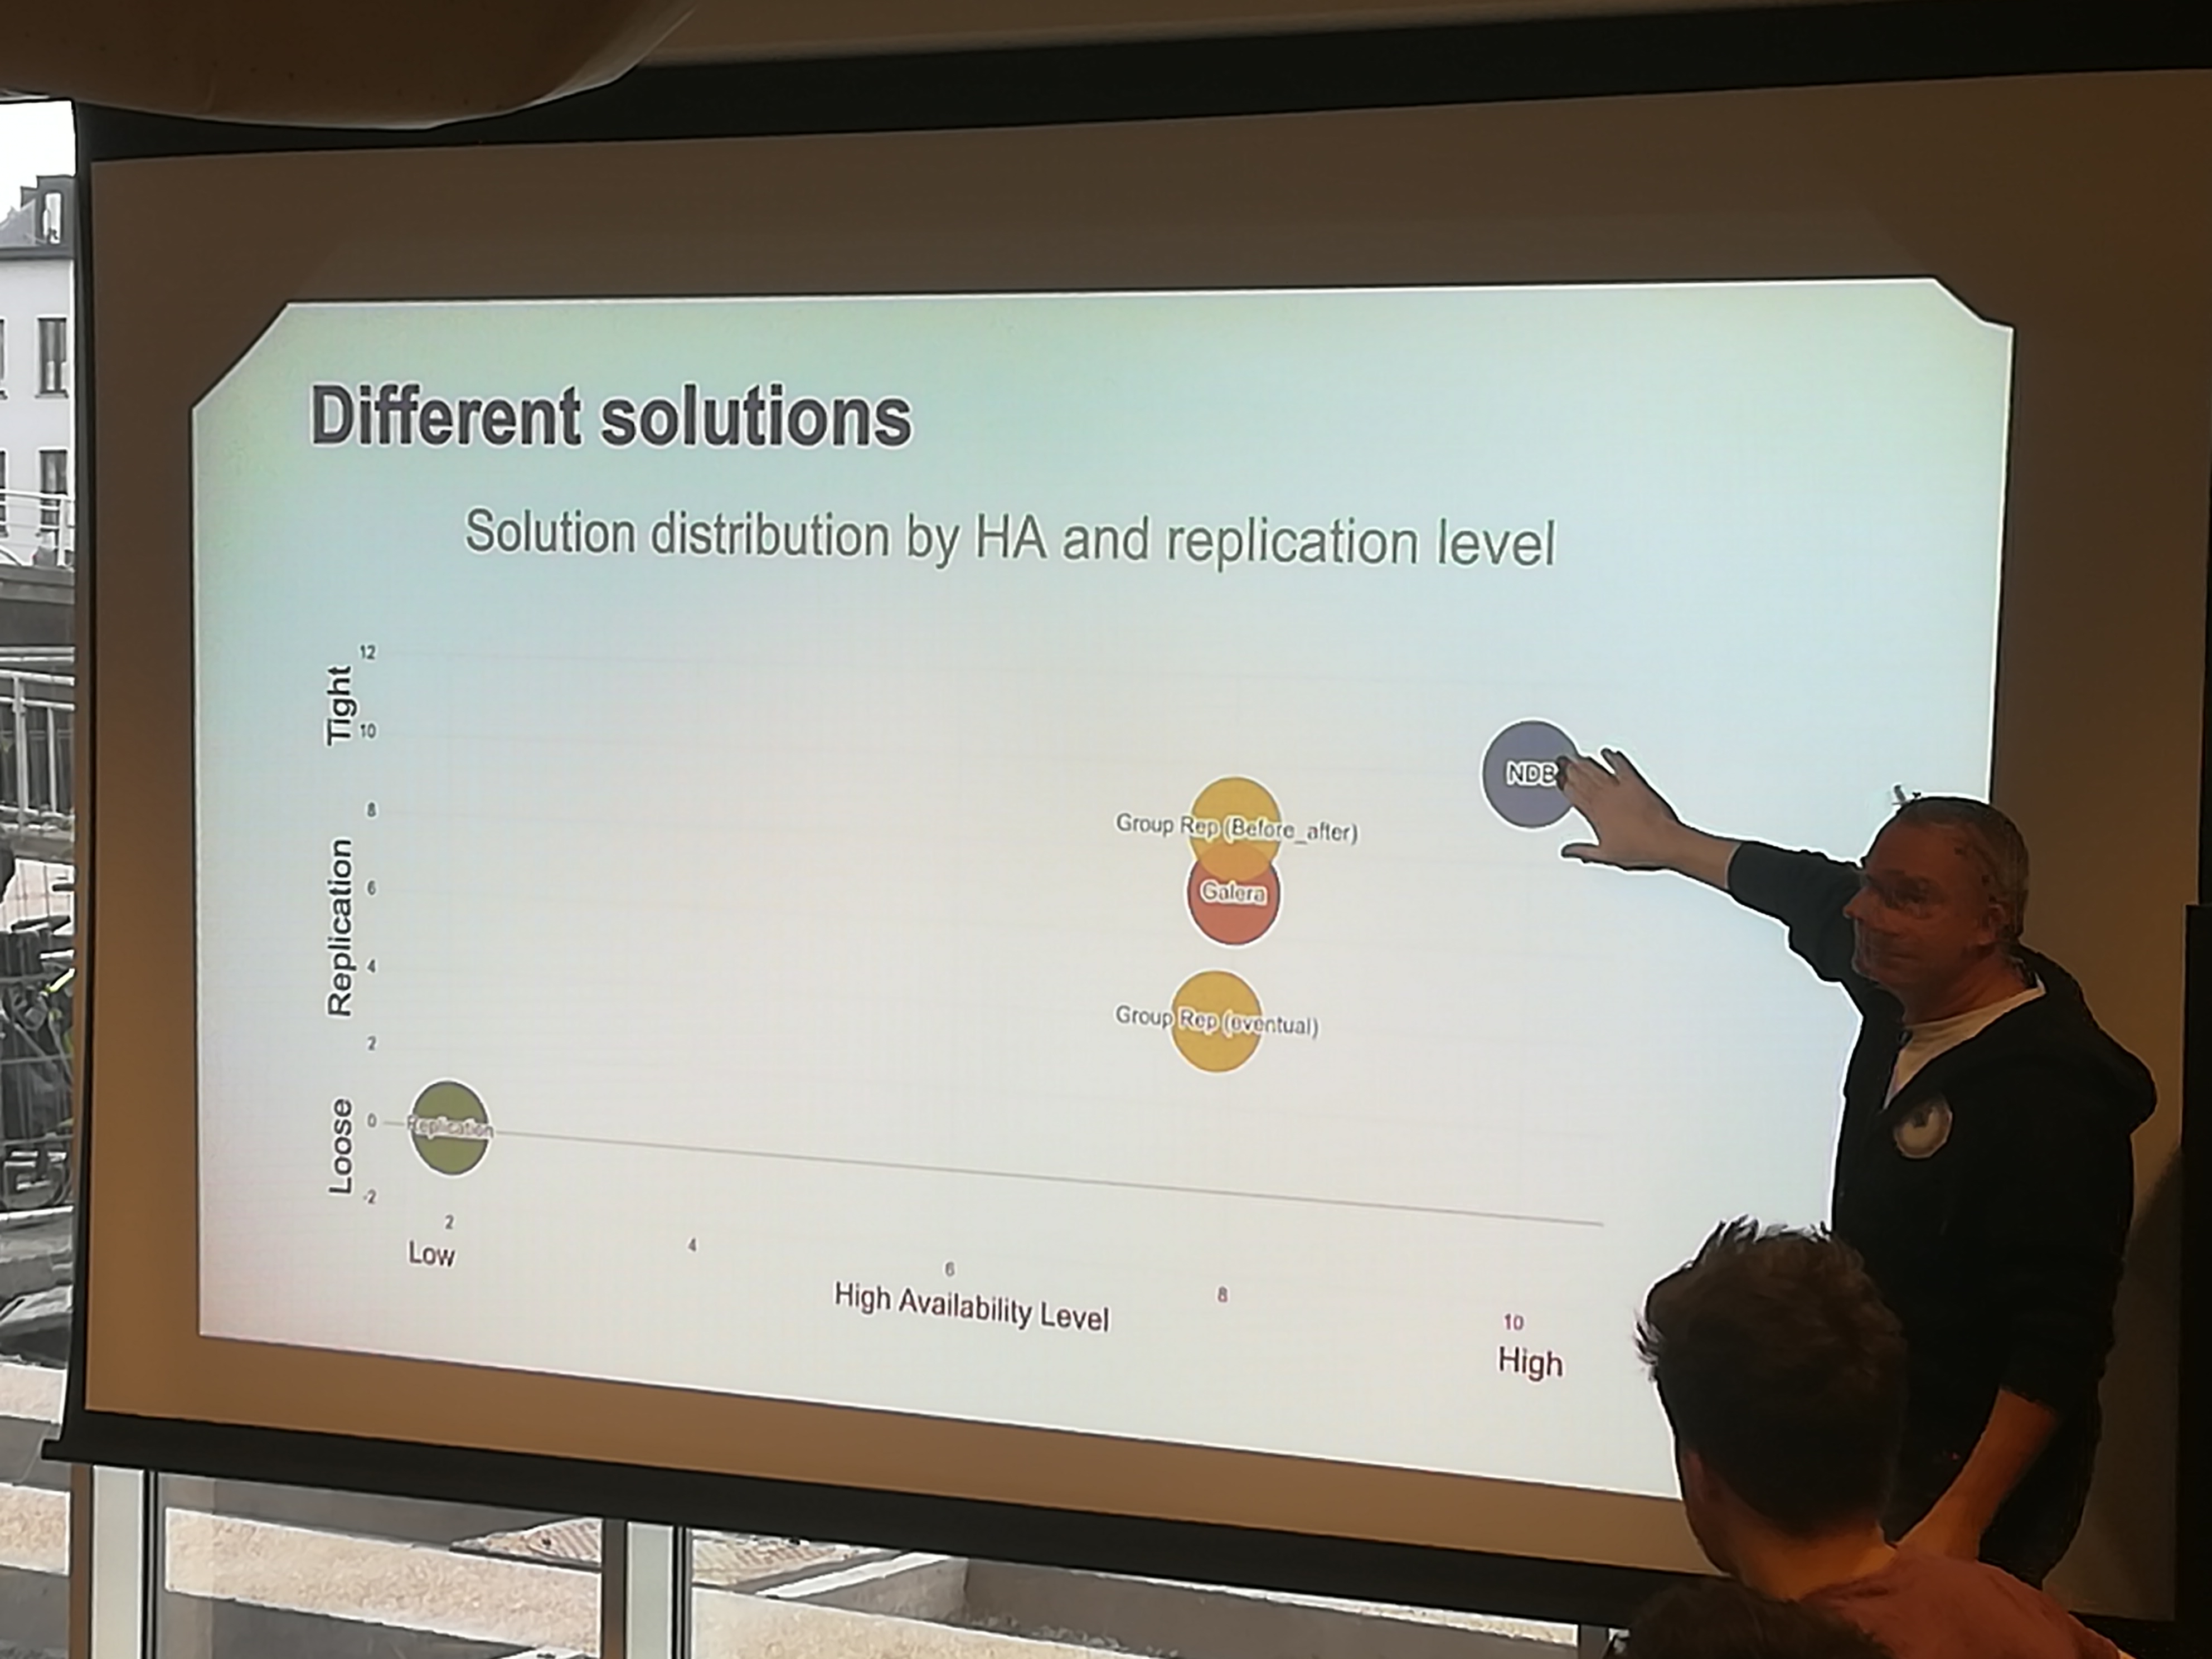 Different solutions
Solution distribution by HA and replication level
Tight
Replication
Loose
12
10
8
6
4
2
0
-2
NDB
Group Rep (Before_after)
Galera
Group Rep (eventual)
Replication
2
4
6
8
10
Low
High Availability Level
High